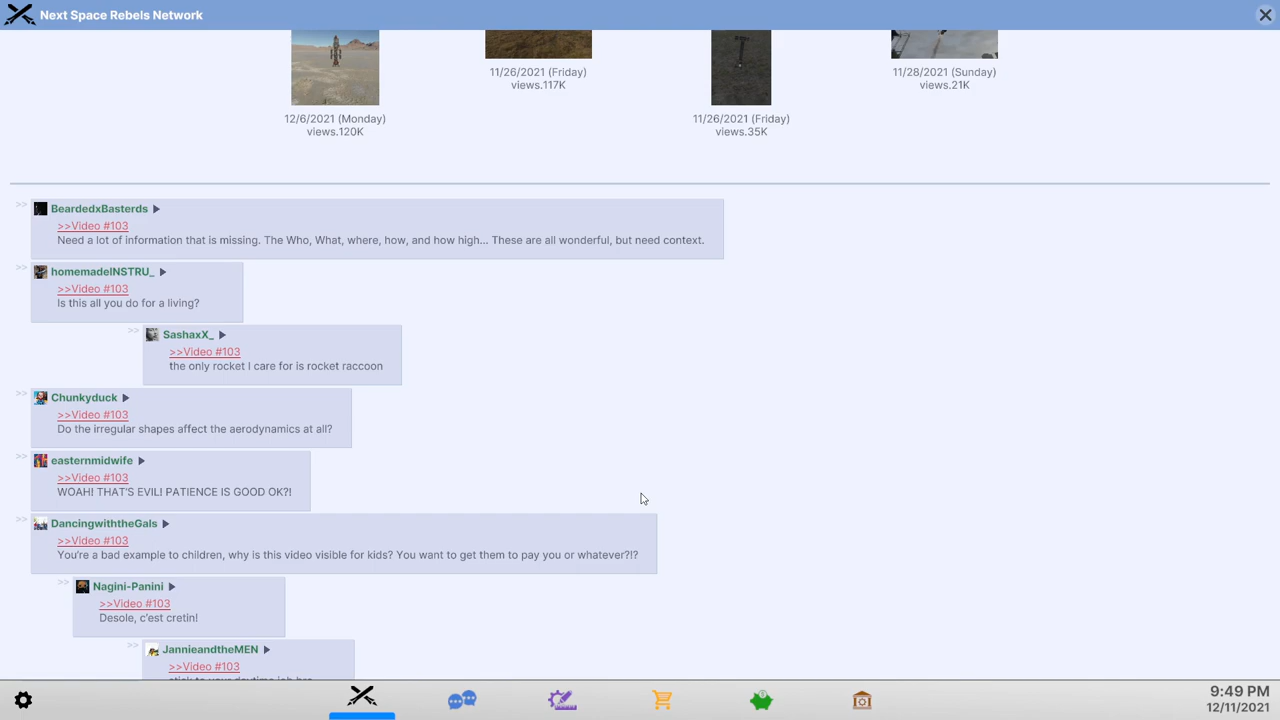 Next Space Rebels Network
11/26/2021 (Friday)
views.117K
11/28/2021 (Sunday)
views.21K
12/6/2021 (Monday)
views.120K
11/26/2021 (Friday)
views.35K
>> BeardedxBasterds
>>Video #103
Need a lot of information that is missing. The Who, What, where, how, and how high... These are all wonderful, but need context.
>> homemadeINSTRU_
>>Video #103
Is this all you do for a living?
>> SashaxX_
>>Video #103
the only rocket I care for is rocket raccoon
>> Chunkyduck
>>Video #103
Do the irregular shapes affect the aerodynamics at all?
>> easternmidwife
>>Video #103
WOAH! THAT'S EVIL! PATIENCE IS GOOD OK?!
>> DancingwiththeGals
>>Video #103
You're a bad example to children, why is this video visible for kids? You want to get them to pay you or whatever?!?
>> Nagini-Panini
>>Video #103
Desole, c'est cretin!
>> JannieandtheMEN
>>Video #103
9:49 PM
12/11/2021